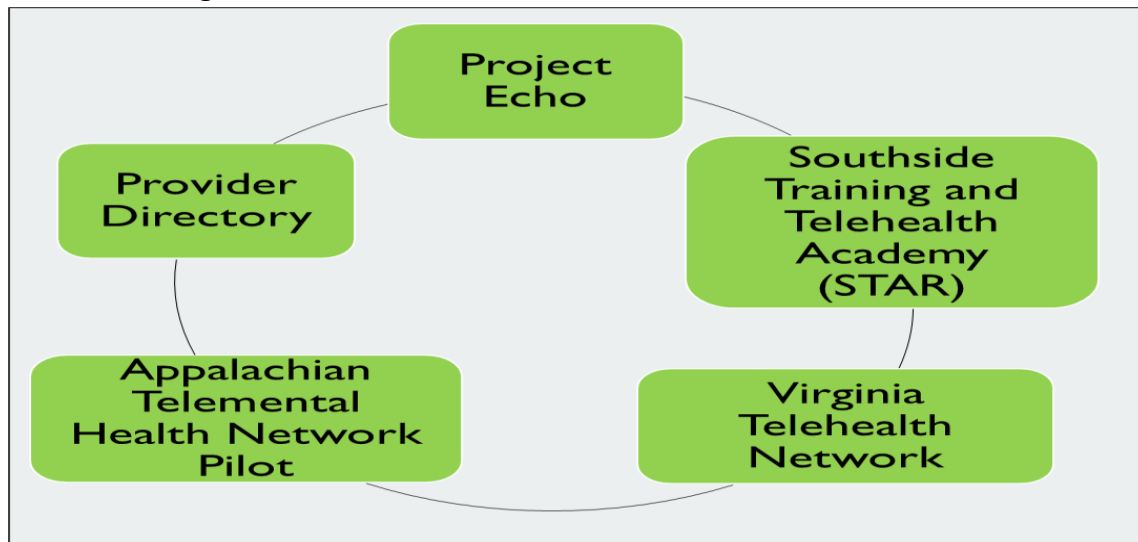 Project
Echo
Southside
Training and
Telehealth
Academy
(STAR)
Virginia
Telehealth
Network
Appalachian
Telemental
Health Network
Pilot
Provider
Directory